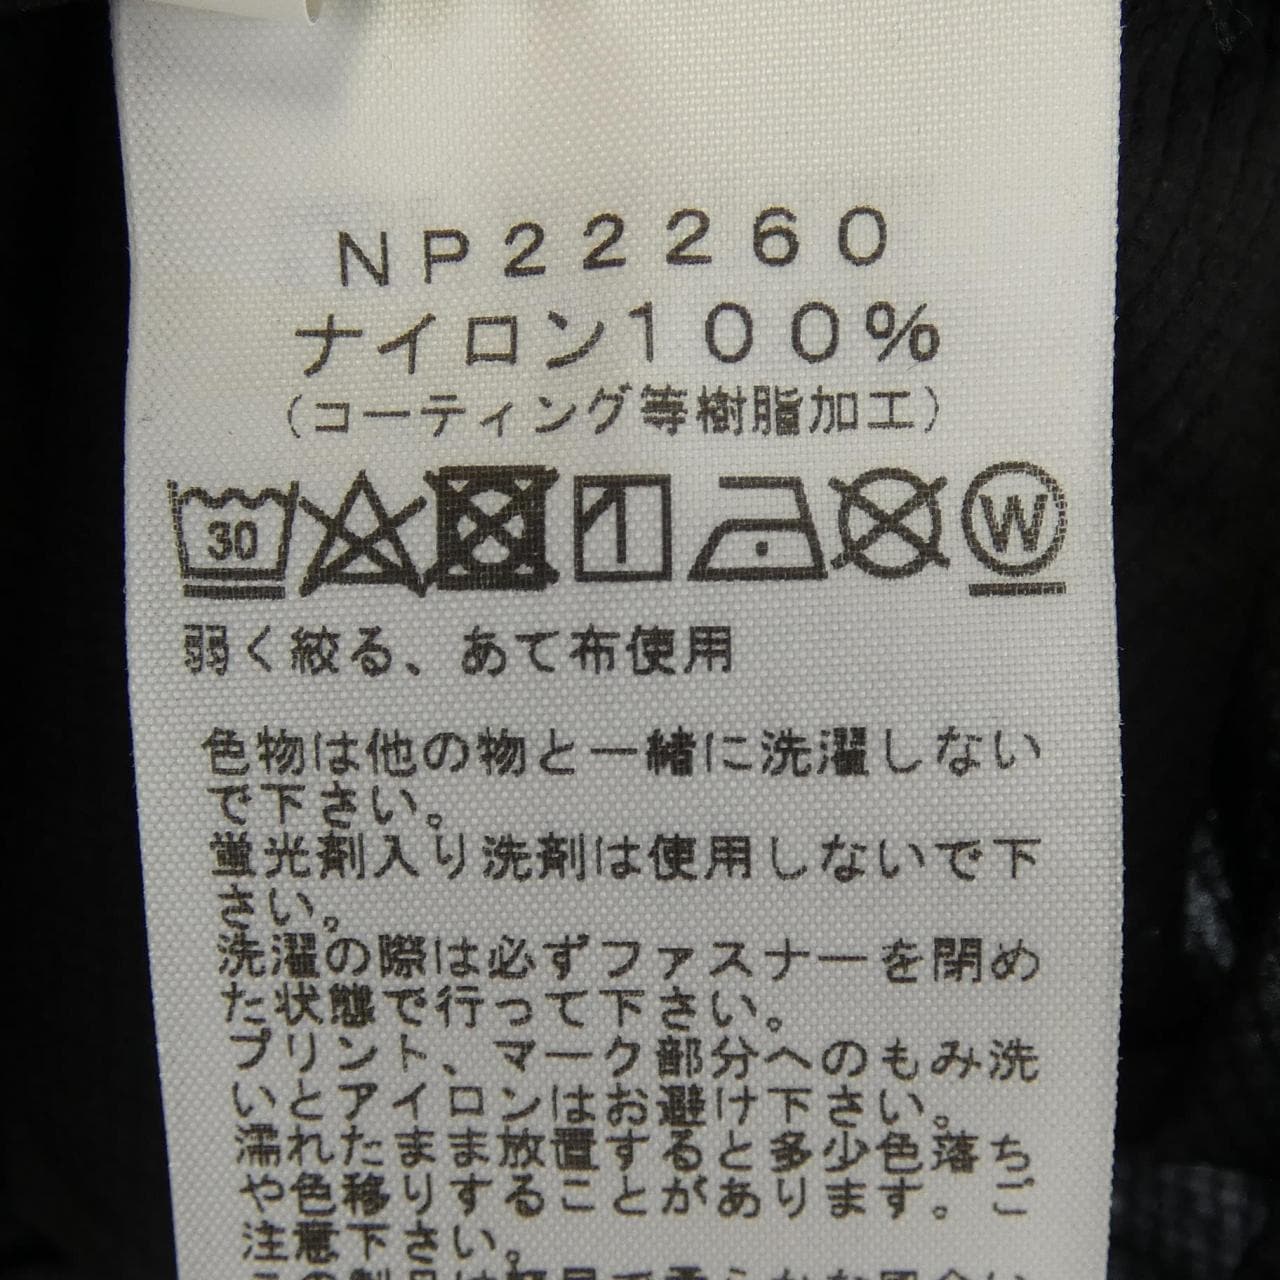 NP22260
ナイロン100%
(コーティング等樹脂加工)
30
W
弱く絞る、あて布使用
色物は他の物と一緒に洗濯しない
で下さい。
蛍光剤入り洗剤は使用しないで下
さい。
洗濯の際は必ずファスナーを閉め
た状態で行って下さい。
プリント、マーク部分へのもみ洗
いとアイロンはお避け下さい。
濡れたまま放置すると多少色落ち
や色移りすることがあります。ご
注意下さい。